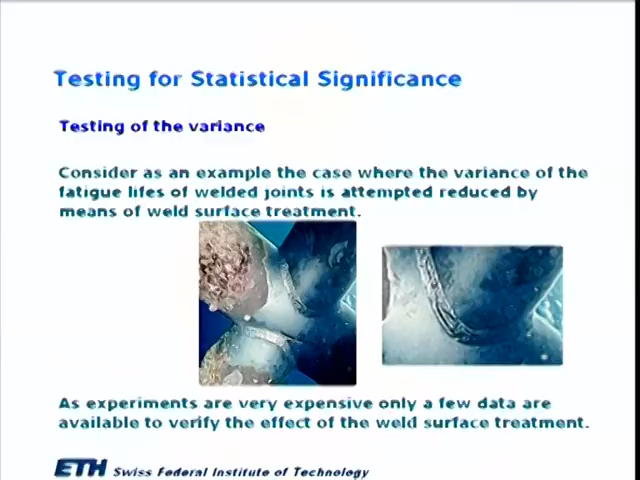 Testing for Statistical Significance
Testing of the variance
Consider as an example the case where the variance of the
fatigue lifes of welded joints is attempted reduced by
means of weld surface treatment.
As experiments are very expensive only a few data are
available to verify the effect of the weld surface treatment.
ETH Swiss Federal Institute of Technology